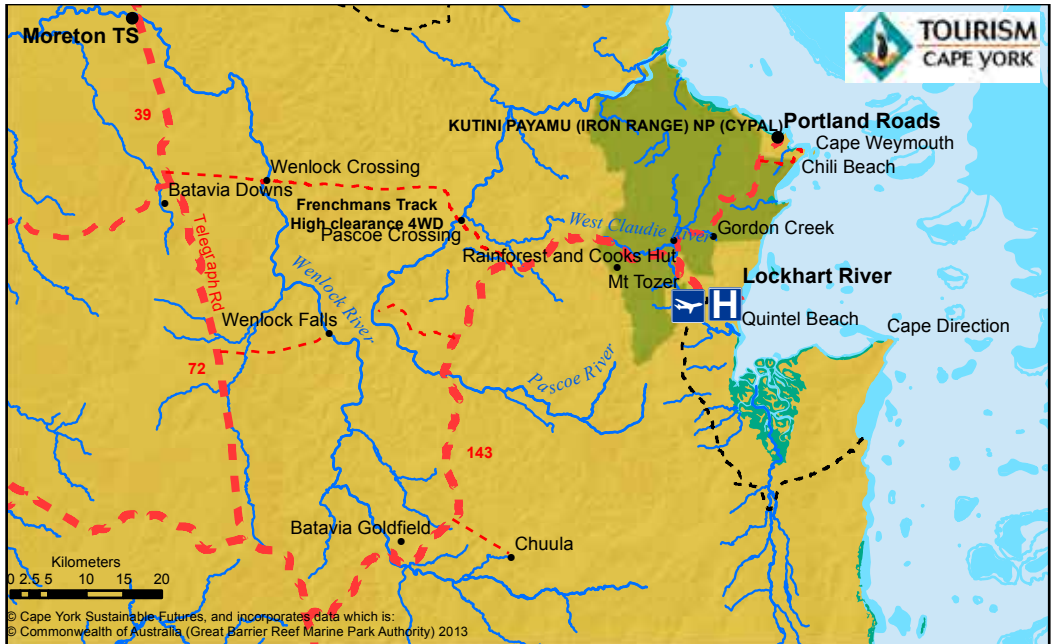 Moreton TS
TOURISM
CAPE YORK
39
KUTINI PAYAMU (IRON RANGE) NP (CYPAL)
Portland Roads
Cape Weymouth
Chili Beach
Wenlock Crossing
Batavia Downs
Frenchmans Track
High clearance 4WD
Pascoe Crossing
West Claudie River
Gordon Creek
Telegraph Rd
Rainforest and Cooks Hut
Mt Tozer
Lockhart River
H
Wenlock River
Wenlock Falls
Quintel Beach
Cape Direction
72
Pascoe River
143
Batavia Goldfield
Chuula
Kilometers
0 2.5 5 10 15 20
© Cape York Sustainable Futures, and incorporates data which is:
© Commonwealth of Australia (Great Barrier Reef Marine Park Authority) 2013